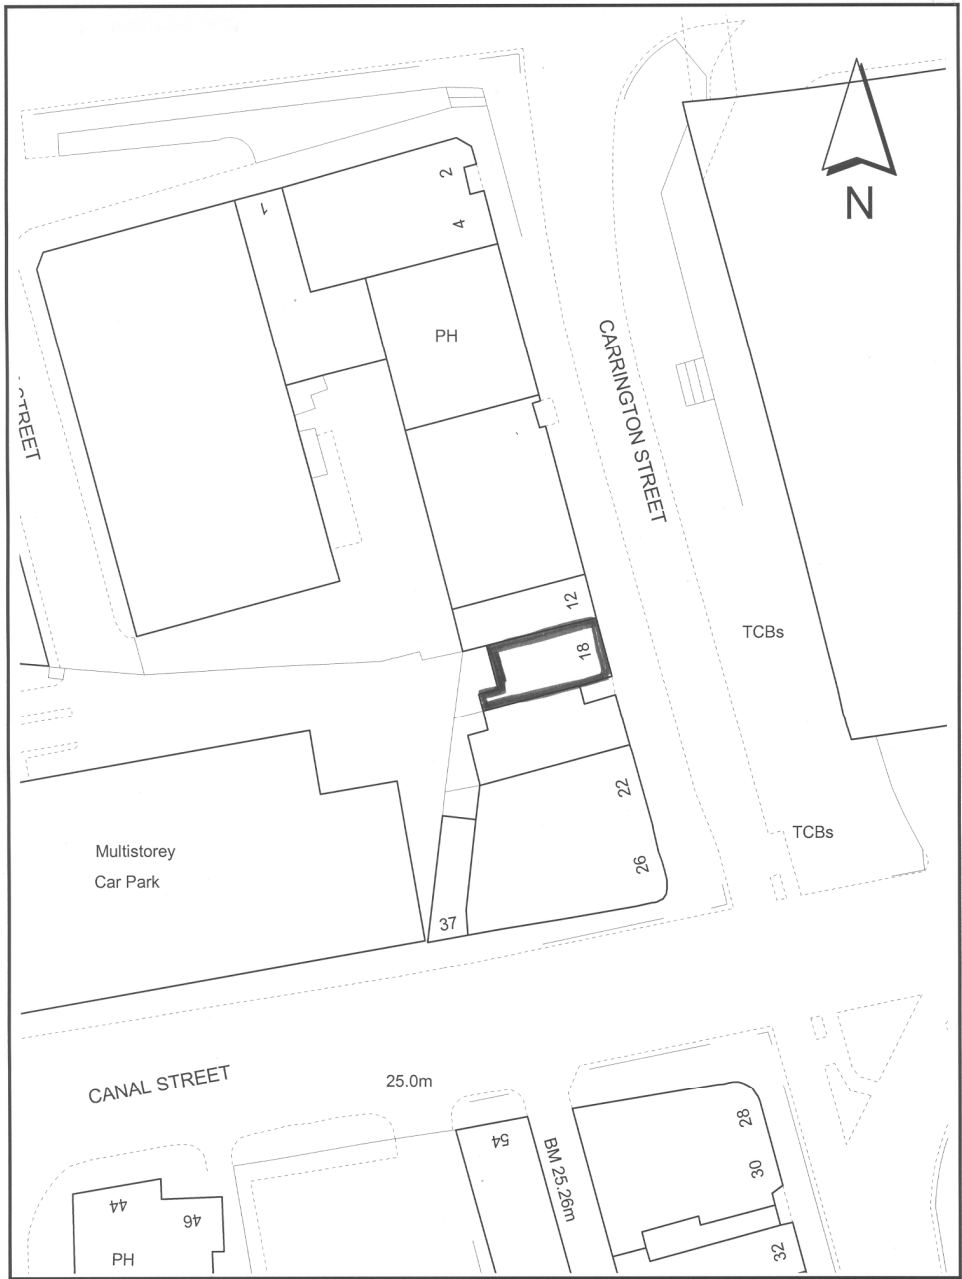 N
2
1
4
PH
CARRINGTON STREET
STREET
12
TCBs
18
22
TCBs
Multistorey
Car Park
26
37
CANAL STREET
25.0m
28
54
BM 25.26m
30
44
46
32
PH